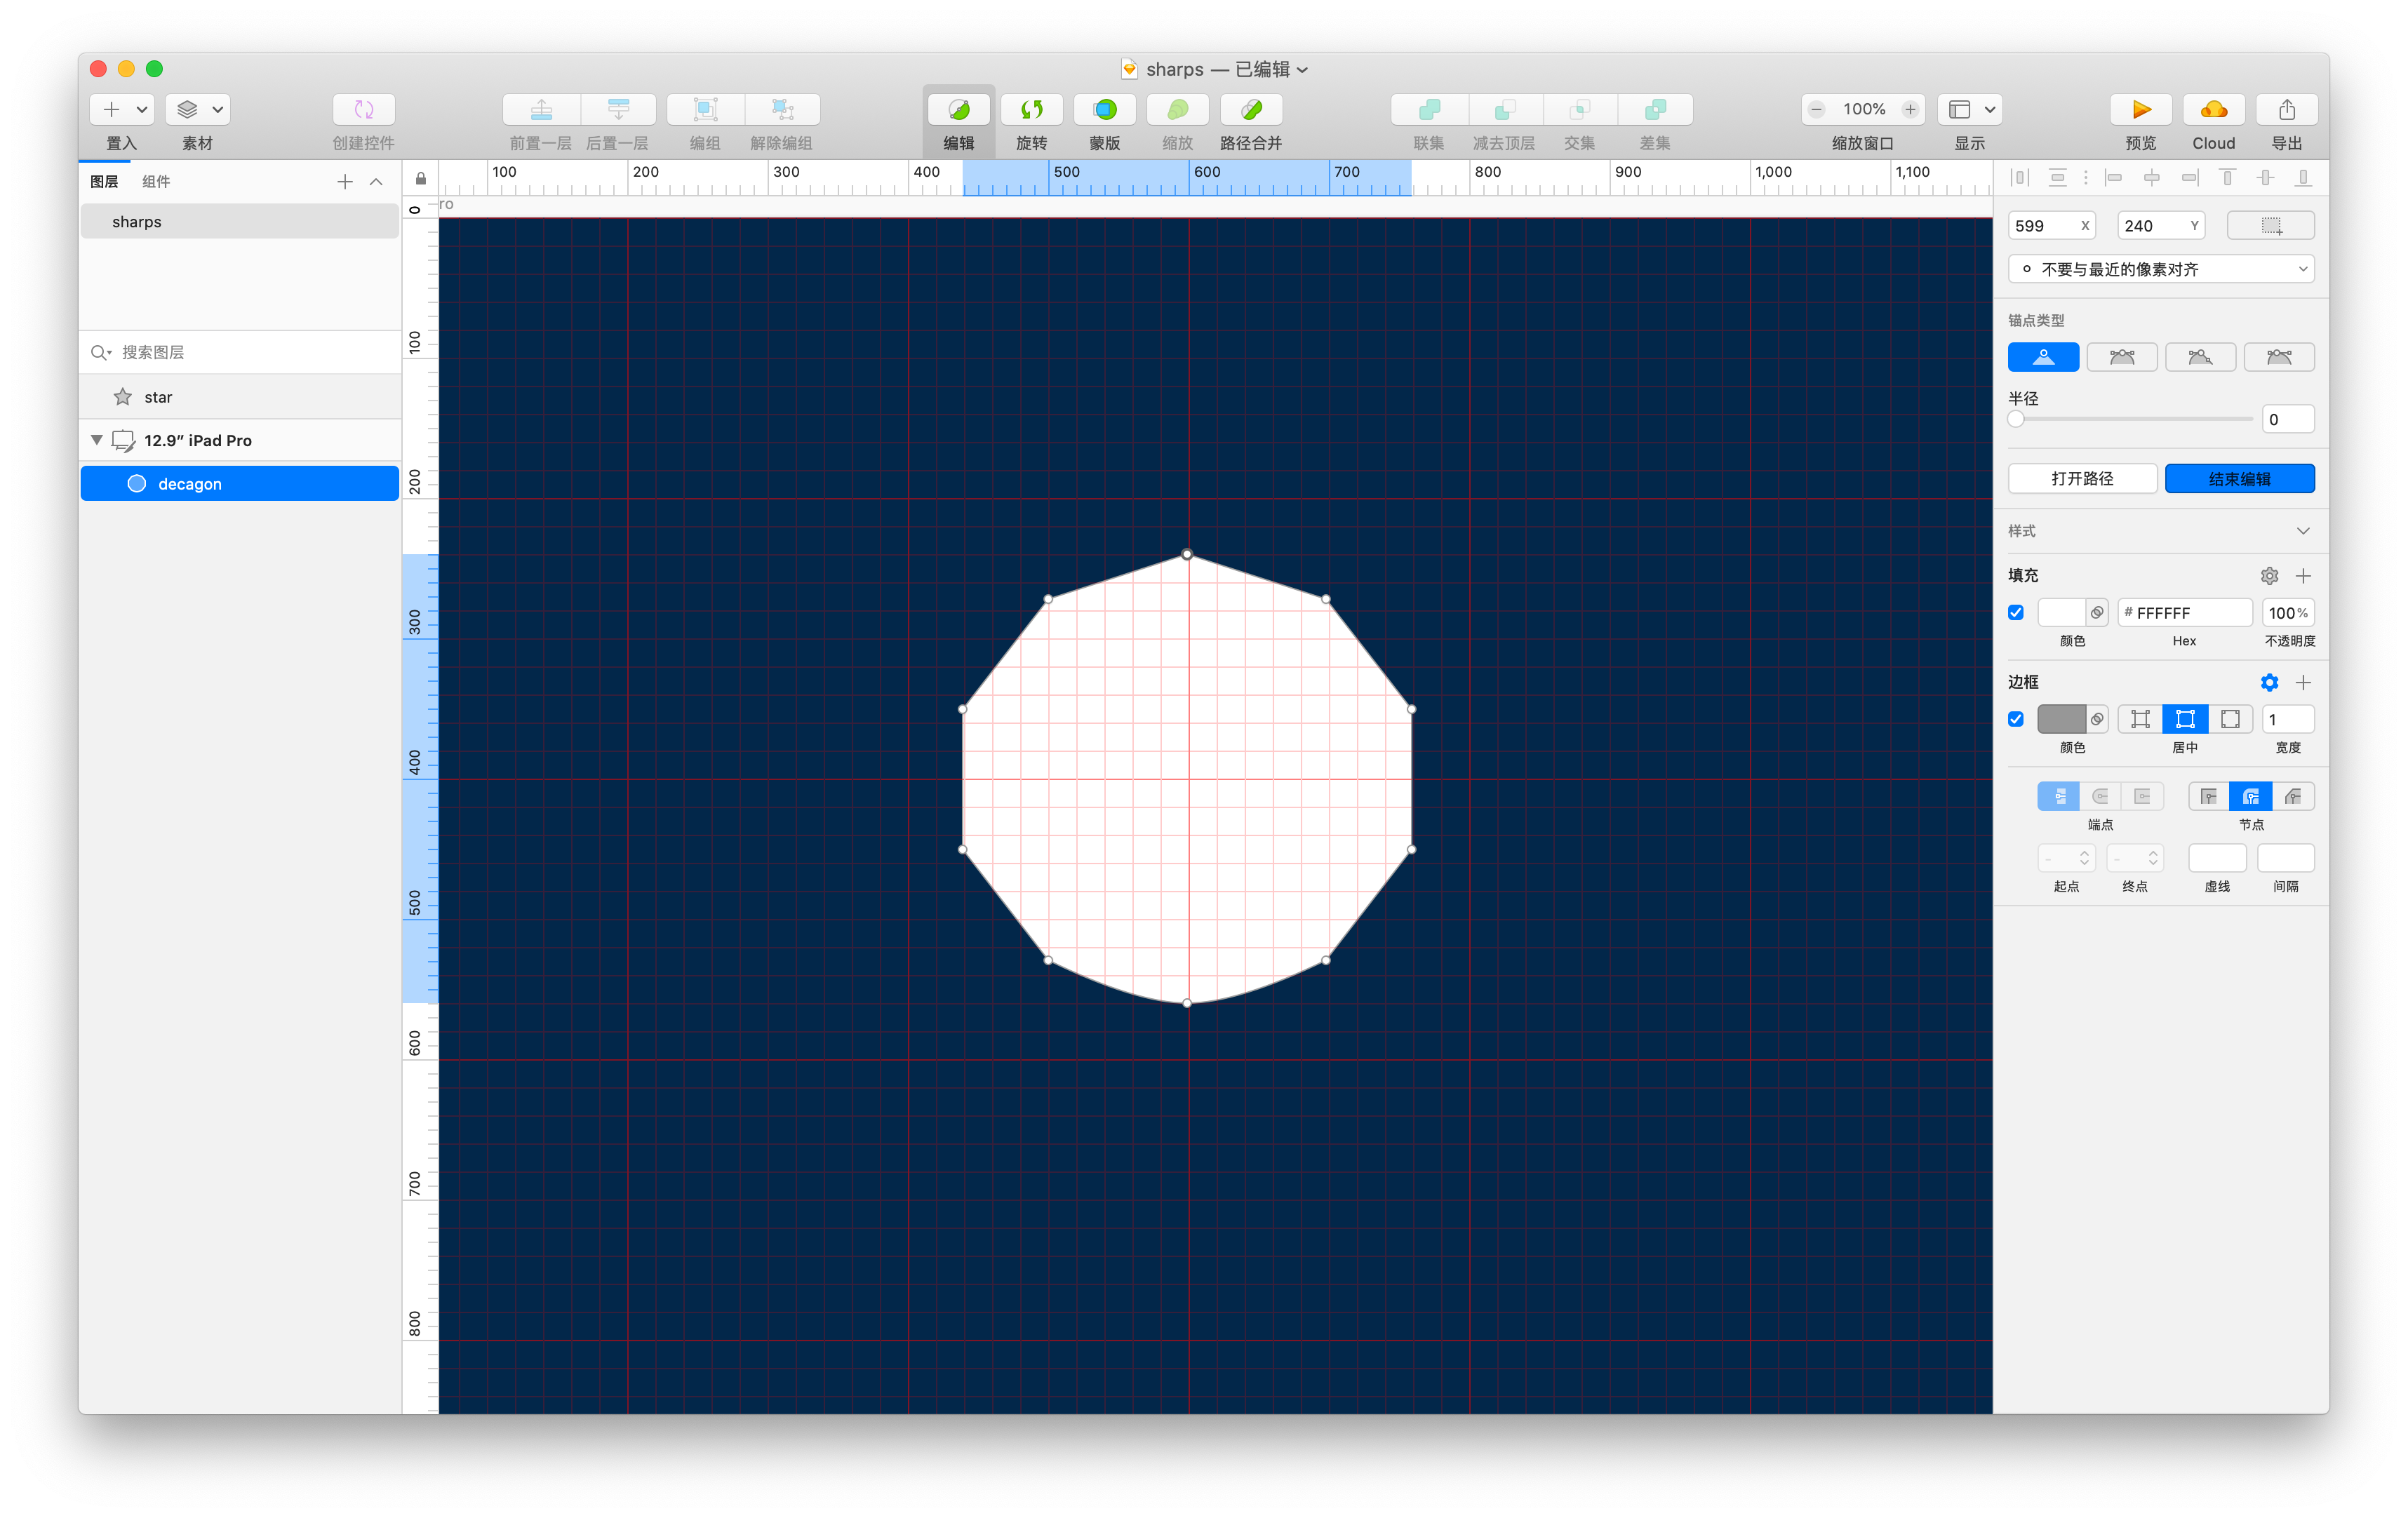 sharps — 已编辑
100%
置入
素材
创建控件
前置一层
后置一层
编组
解除编组
编辑
旋转
蒙版
缩放
路径合并
联集
减去顶层
交集
差集
缩放窗口
显示
预览
Cloud
导出
图层
组件
sharps
搜索图层
star
12.9” iPad Pro
decagon
100
200
300
400
500
600
700
800
900
1,000
1,100
ro
0
100
200
300
400
500
600
700
800
599 X
240 Y
不要与最近的像素对齐
锚点类型
半径
0
打开路径
结束编辑
样式
填充
# FFFFFF
100%
颜色
Hex
不透明度
边框
1
颜色
居中
宽度
端点
节点
-
-
起点
终点
虚线
间隔